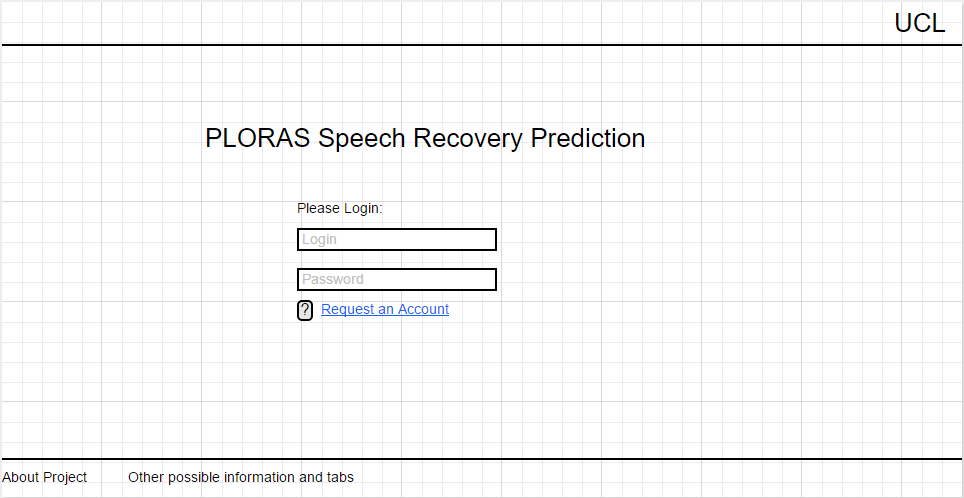 UCL
PLORAS Speech Recovery Prediction
Please Login:
Login
Password
? Request an Account
About Project Other possible information and tabs